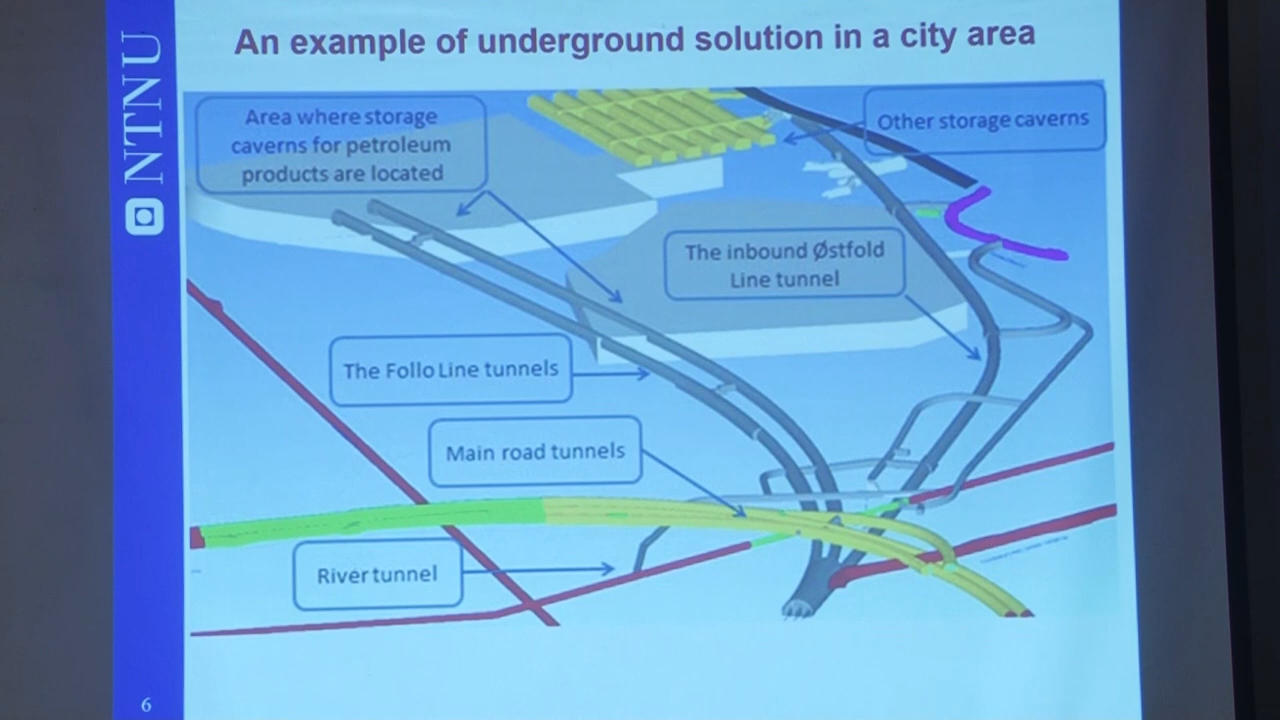 An example of underground solution in a city area
NTNU
Area where storage
caverns for petroleum
products are located
Other storage caverns
The inbound Østfold
Line tunnel
The Follo Line tunnels
Main road tunnels
River tunnel
6